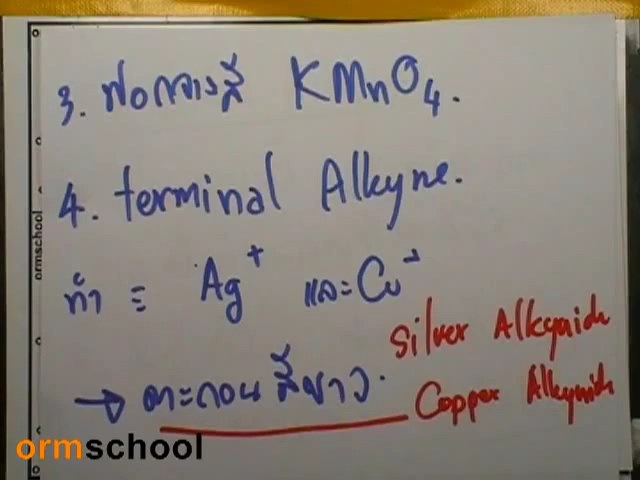 3. ฟอกจางสี KMnO4.
4. terminal Alkyne.
ทำ Ag+ และ Cu
Silver Alkynide
→ ตะกอนสีขาว.
Copper Alkynide
ormschool
ormschool